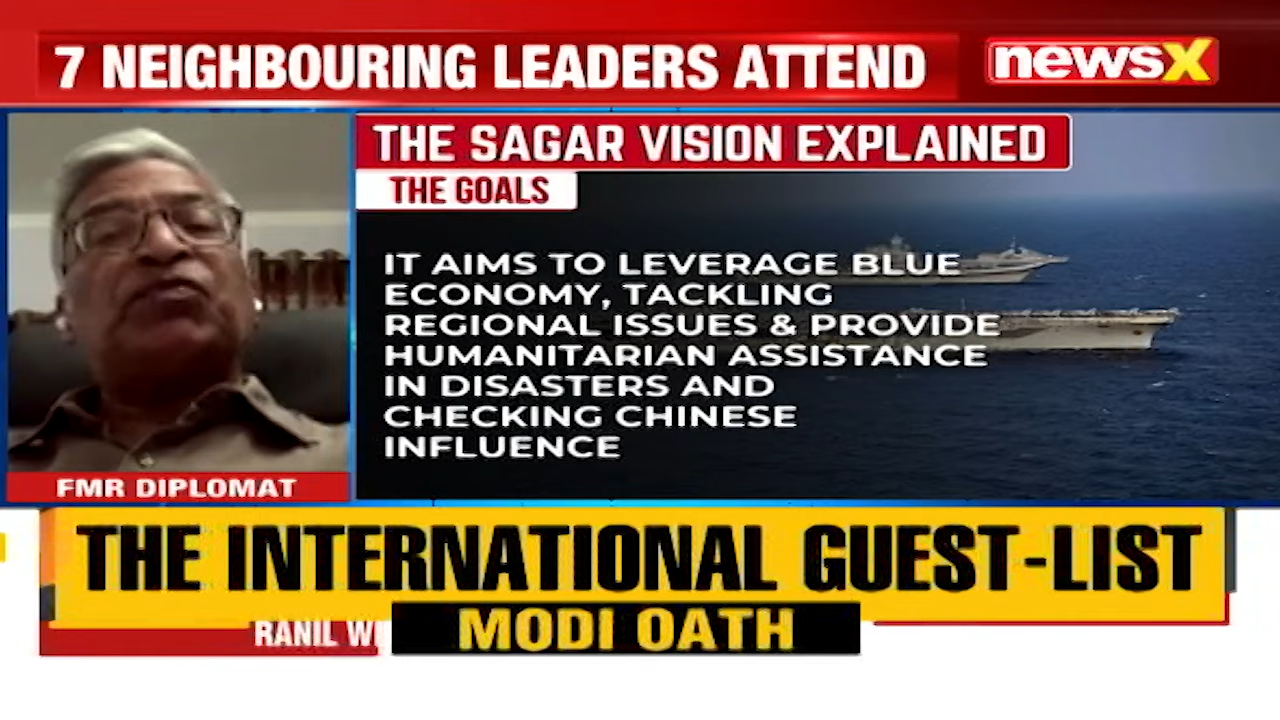 7 NEIGHBOURING LEADERS ATTEND
newsX
THE SAGAR VISION EXPLAINED
THE GOALS
IT AIMS TO LEVERAGE BLUE
ECONOMY, TACKLING
REGIONAL ISSUES & PROVIDE
HUMANITARIAN ASSISTANCE
IN DISASTERS AND
CHECKING CHINESE
INFLUENCE
FMR DIPLOMAT
THE INTERNATIONAL GUEST-LIST
RANIL
MODI OATH